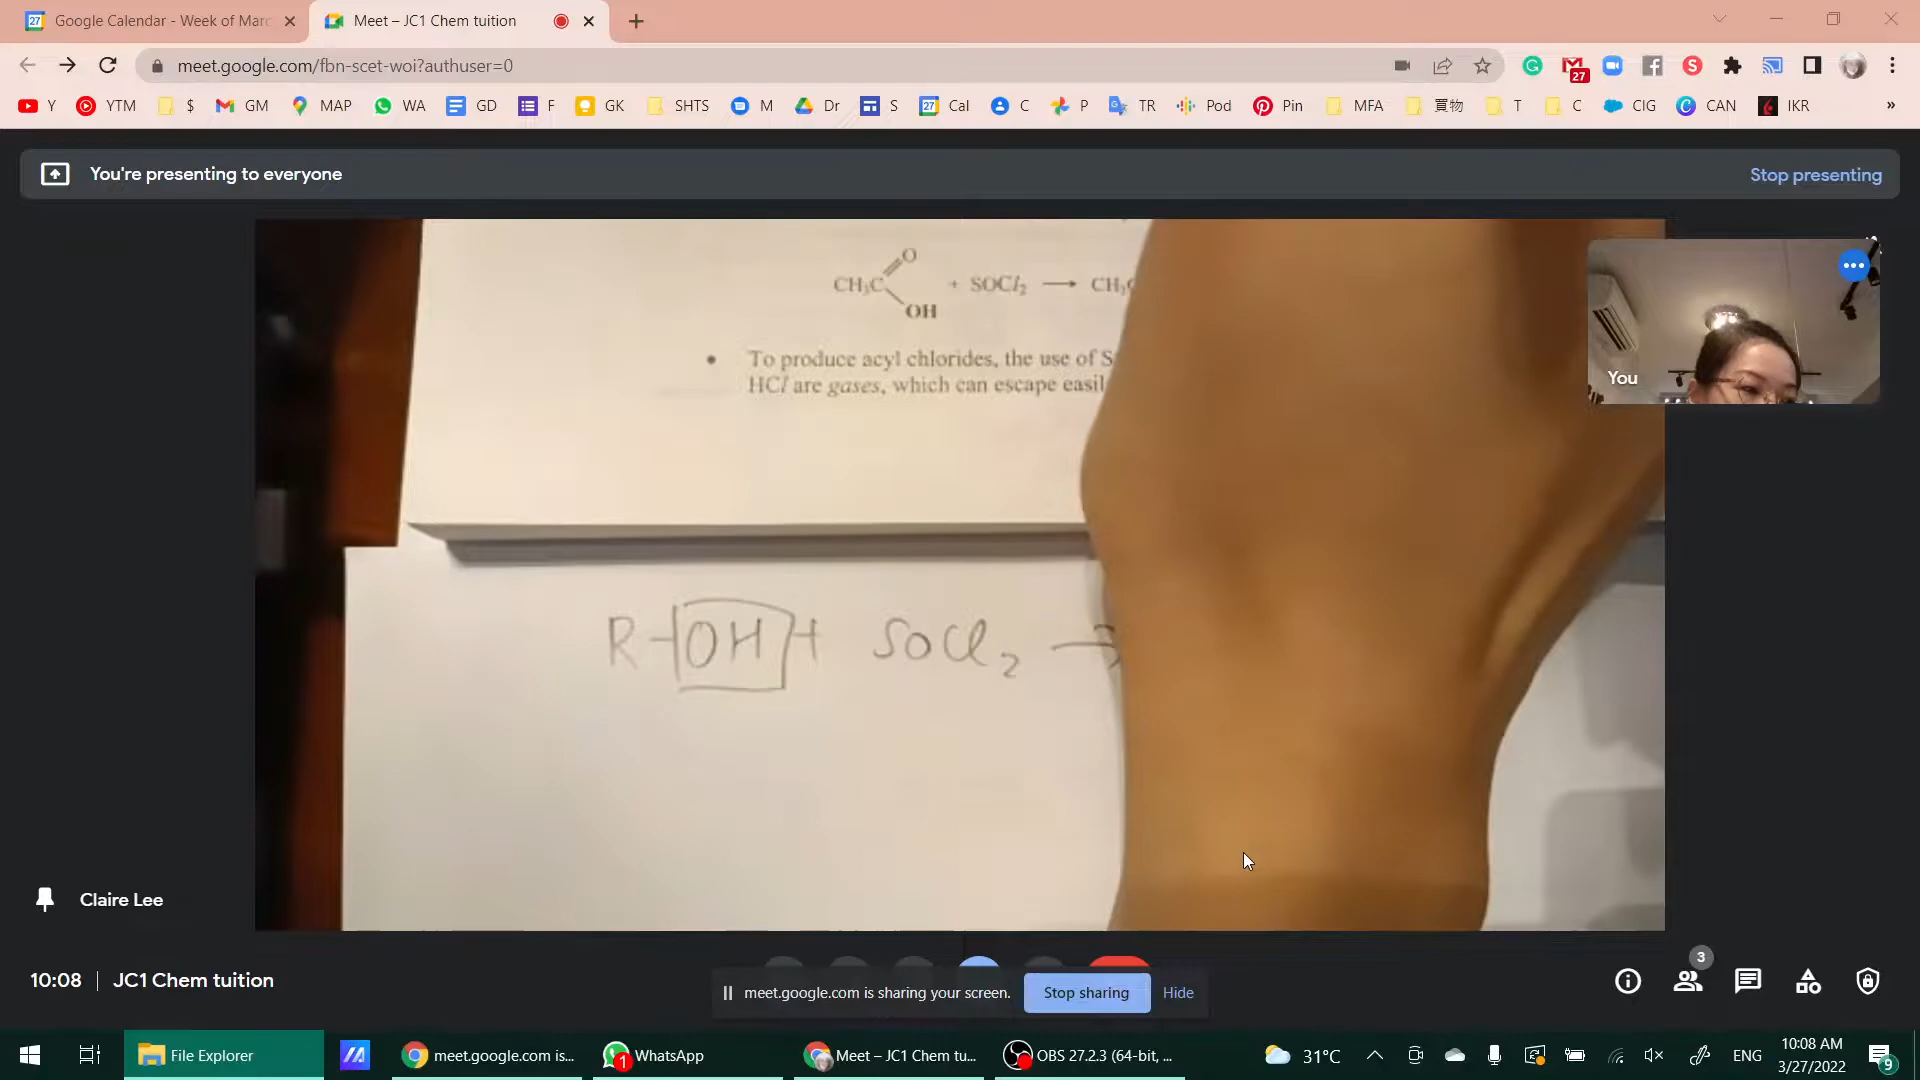 Google Calendar - Week of Marc
Meet – JC1 Chem tuition
meet.google.com/fbn-scet-woi?authuser=0
27
Y YTM $ GM MAP WA GD F GK SHTS M Dr S Cal C P TR Pod Pin MFA 買物 T C CIG CAN IKR »
You're presenting to everyone
Stop presenting
O
CH₃C + SOCl₂ → CH₃C
OH
• To produce acyl chlorides, the use of S
HCl are gases, which can escape easil
You
R-OH + SOCl₂ →
Claire Lee
10:08 | JC1 Chem tuition
3
meet.google.com is sharing your screen. Stop sharing Hide
File Explorer
meet.google.com is...
1 WhatsApp
Meet – JC1 Chem tu...
OBS 27.2.3 (64-bit, ...
31°C
ENG
10:08 AM
3/27/2022
9